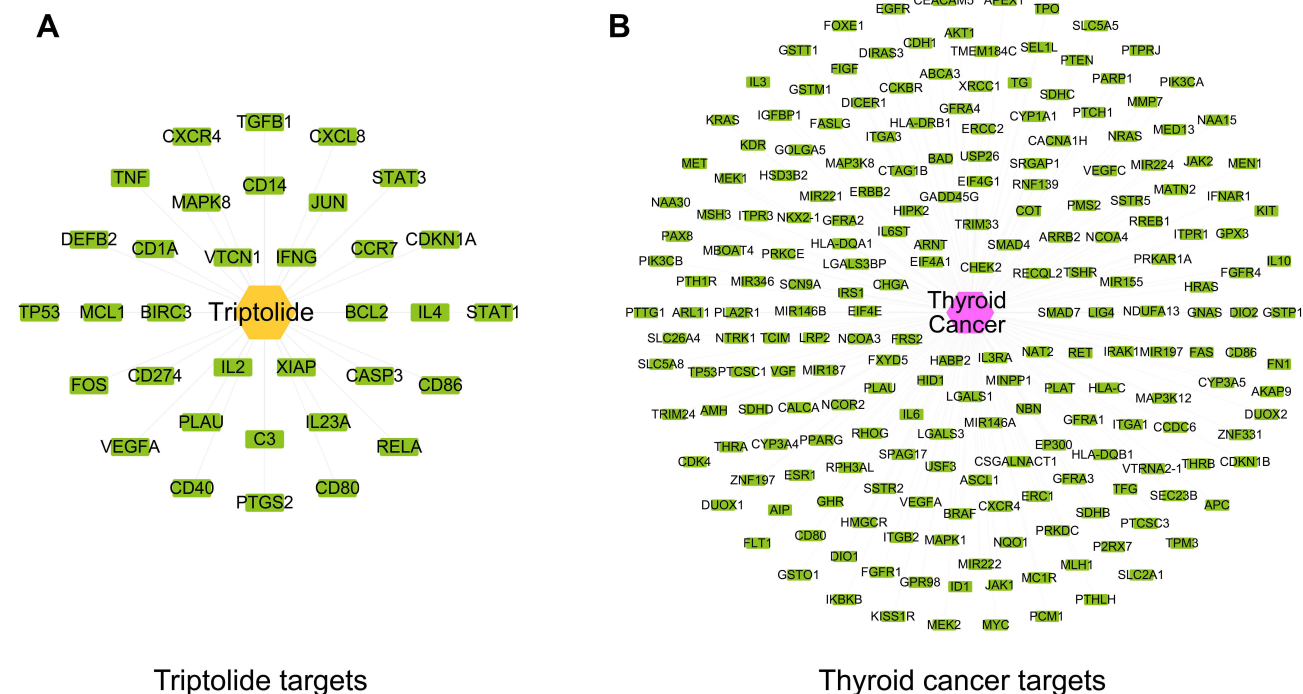 A
TGFB1
CXCR4
CXCL8
TNF
CD14
STAT3
MAPK8
JUN
DEFB2
CD1A
VTCN1
IFNG
CCR7
CDKN1A
TP53
MCL1
BIRC3
Triptolide
BCL2
IL4
STAT1
FOS
CD274
IL2
XIAP
CASP3
CD86
VEGFA
PLAU
C3
IL23A
RELA
CD40
PTGS2
CD80
Triptolide targets
B
EGFR
CEACAM5
APEX1
TPO
FOXE1
AKT1
SLC5A5
GSTT1
DIRAS3
CDH1
TMEM184C
SEL1L
PTEN
PTPRJ
FIGF
IL3
GSTM1
CCKBR
ABCA3
XRCC1
TG
SDHC
PARP1
PIK3CA
DICER1
GFRA4
MMP7
KRAS
IGFBP1
FASLG
HLA-DRB1
ERCC2
CYP1A1
PTCH1
NRAS
MED13
NAA15
ITGA3
CACNA1H
KDR
GOLGA5
MET
MEK1
HSD3B2
MAP3K8
CTAG1B
BAD
USP26
SRGAP1
VEGFC
MIR224
JAK2
MEN1
EIF4G1
RNF139
NAA30
MIR221
ERBB2
GADD45G
PMS2
SSTR5
MATN2
IFNAR1
MSH3
ITPR3
NKX2-1
GFRA2
HIPK2
TRIM33
COT
RREB1
KIT
PAX8
MBOAT4
PRKCE
HLA-DQA1
IL6ST
ARNT
SMAD4
ARRB2
NCOA4
ITPR1
GPX3
PIK3CB
LGALS3BP
EIF4A1
CHEK2
RECQL2
TSHR
PRKAR1A
IL10
PTH1R
MIR346
SCN9A
IRS1
CHGA
MIR155
HRAS
FGFR4
PTTG1
ARL11
PLA2R1
MIR146B
EIF4E
Thyroid
Cancer
SMAD7
LIG4
NDUFA13
GNAS
DIO2
GSTP1
SLC26A4
NTRK1
TCIM
LRP2
NCOA3
FRS2
SLC5A8
TP53
PTCSC1
VGF
MIR187
FXYD5
HABP2
IL3RA
NAT2
RET
IRAK1
MIR197
FAS
CD86
FN1
PLAU
HID1
LGALS1
MINPP1
PLAT
HLA-C
MAP3K12
CYP3A5
AKAP9
TRIM24
AMH
SDHD
CALCA
NCOR2
IL6
MIR146A
NBN
GFRA1
ITGA1
CCDC6
DUOX2
ZNF331
THRA
CYP3A4
PPARG
RHOG
LGALS3
EP300
CDK4
ZNF197
ESR1
RPH3AL
SPAG17
USF3
CSGALNACT1
HLA-DQB1
VTRNA2-1
THRB
CDKN1B
SSTR2
ASCL1
GFRA3
TFG
SEC23B
DUOX1
AIP
GHR
VEGFA
BRAF
CXCR4
ERC1
SDHB
PTCSC3
APC
FLT1
CD80
HMGCR
ITGB2
MAPK1
NQO1
PRKDC
P2RX7
TPM3
DIO1
GSTO1
FGFR1
GPR98
MIR222
ID1
JAK1
MC1R
MLH1
SLC2A1
IKBKB
KISS1R
MEK2
MYC
PCM1
PTHLH
Thyroid cancer targets